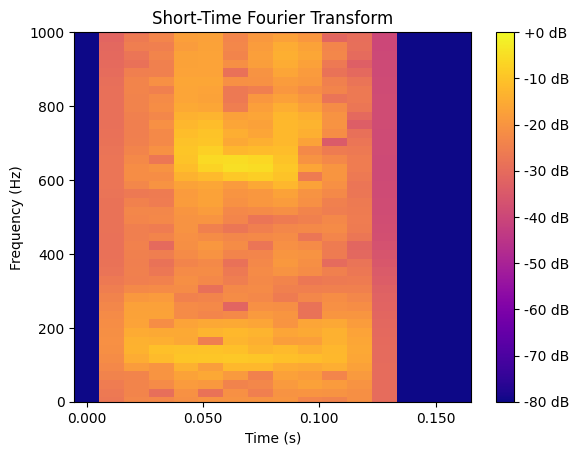 Short-Time Fourier Transform
Frequency (Hz)
1000
800
600
400
200
0
0.000
0.050
0.100
0.150
Time (s)
+0 dB
-10 dB
-20 dB
-30 dB
-40 dB
-50 dB
-60 dB
-70 dB
-80 dB